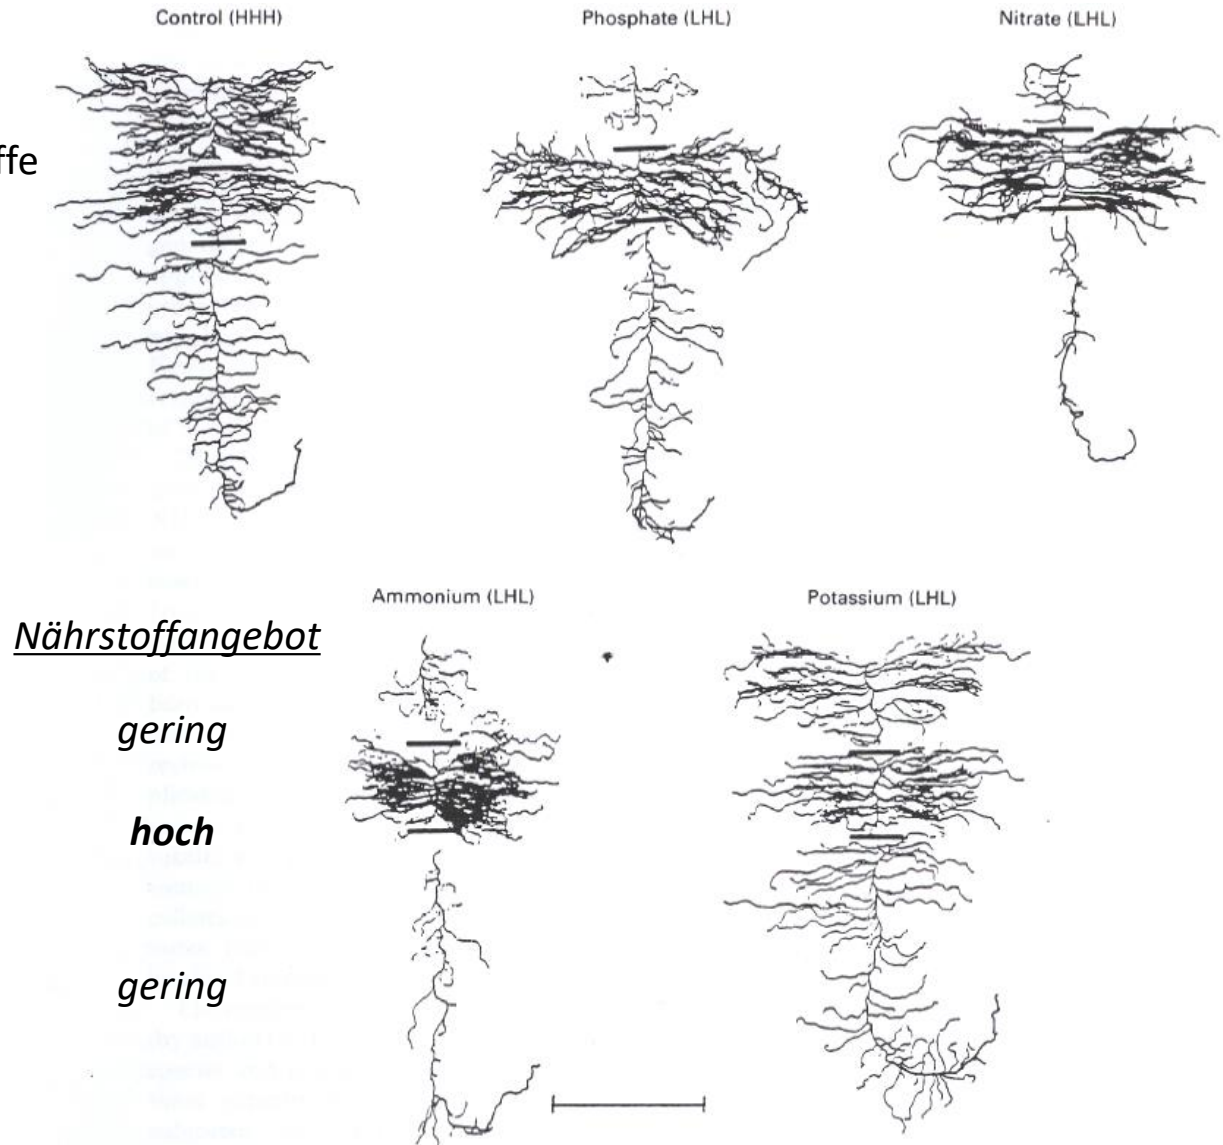 Control (HHH)
Phosphate (LHL)
Nitrate (LHL)
ffe
Ammonium (LHL)
Potassium (LHL)
Nährstoffangebot
gering
hoch
gering